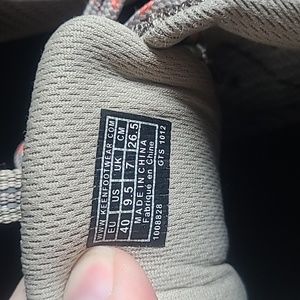 WWW.KEENFOOTWEAR.COM
EU US UK CM
40 9.5 7 26.5
MADE IN CHINA
Fabriqué en Chine
1008828 GTS 1012